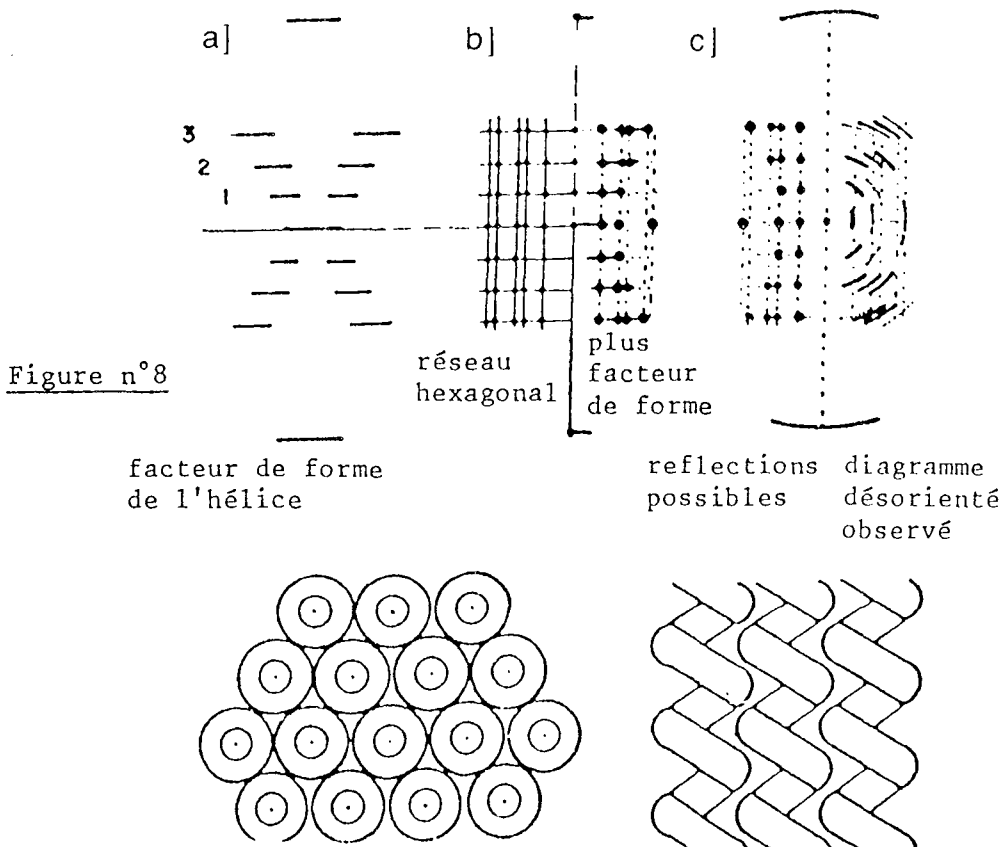 a] b] c]
3
2
1
Figure n°8
réseau
hexagonal
plus
facteur
de forme
facteur de forme
de l'hélice
reflections
possibles
diagramme
désorienté
observé